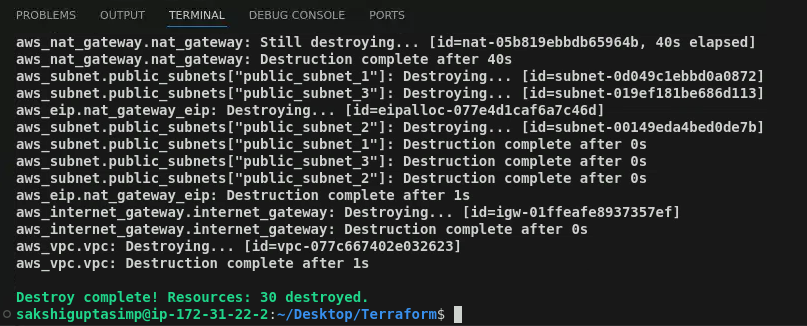 PROBLEMS OUTPUT TERMINAL DEBUG CONSOLE PORTS
aws_nat_gateway.nat_gateway: Still destroying... [id=nat-05b819ebbdb65964b, 40s elapsed]
aws_nat_gateway.nat_gateway: Destruction complete after 40s
aws_subnet.public_subnets["public_subnet_1"]: Destroying... [id=subnet-0d049c1ebbd0a0872]
aws_subnet.public_subnets["public_subnet_3"]: Destroying... [id=subnet-019ef181be686d113]
aws_eip.nat_gateway_eip: Destroying... [id=eipalloc-077e4d1caf6a7c46d]
aws_subnet.public_subnets["public_subnet_2"]: Destroying... [id=subnet-00149eda4bed0de7b]
aws_subnet.public_subnets["public_subnet_1"]: Destruction complete after 0s
aws_subnet.public_subnets["public_subnet_3"]: Destruction complete after 0s
aws_subnet.public_subnets["public_subnet_2"]: Destruction complete after 0s
aws_eip.nat_gateway_eip: Destruction complete after 1s
aws_internet_gateway.internet_gateway: Destroying... [id=igw-01ffeafe8937357ef]
aws_internet_gateway.internet_gateway: Destruction complete after 0s
aws_vpc.vpc: Destroying... [id=vpc-077c667402e032623]
aws_vpc.vpc: Destruction complete after 1s
Destroy complete! Resources: 30 destroyed.
sakshiguptasimp@ip-172-31-22-2:~/Desktop/Terraform$